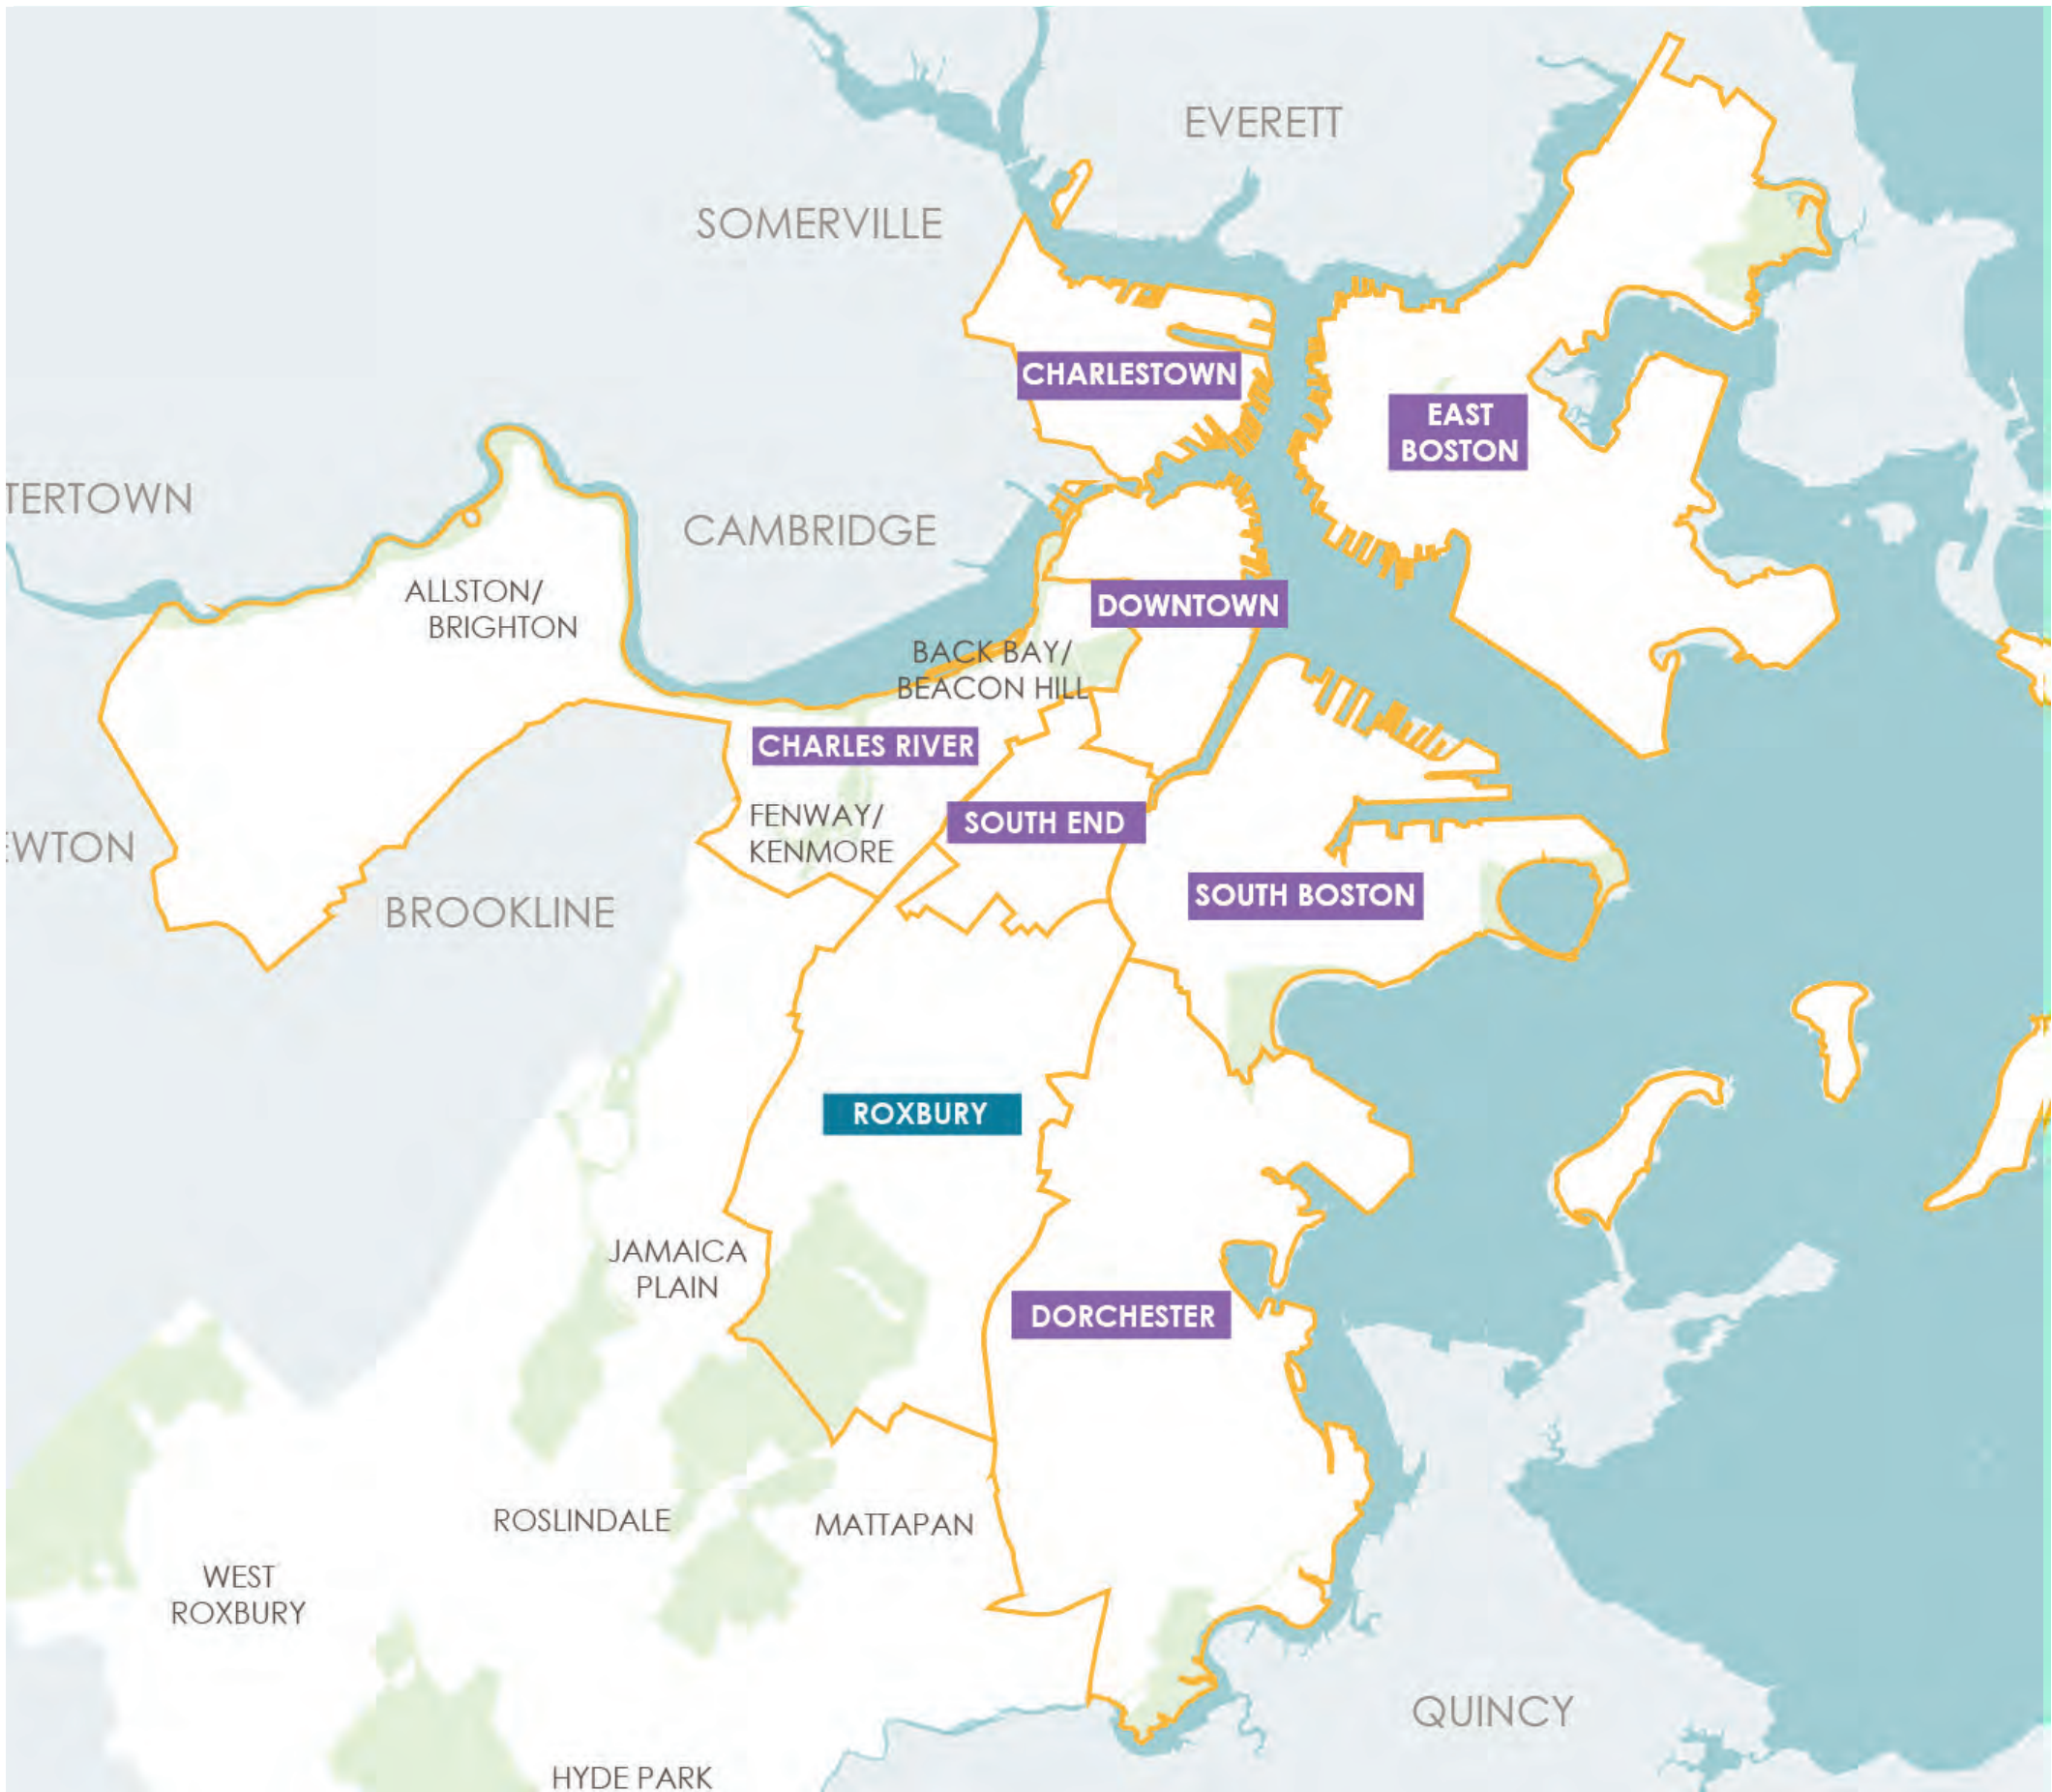 EVERETT
SOMERVILLE
CHARLESTOWN
EAST
BOSTON
TERTOWN
CAMBRIDGE
ALLSTON/
BRIGHTON
DOWNTOWN
BACK BAY/
BEACON HILL
CHARLES RIVER
FENWAY/
KENMORE
SOUTH END
EWTON
BROOKLINE
SOUTH BOSTON
ROXBURY
JAMAICA
PLAIN
DORCHESTER
ROSLINDALE
MATTAPAN
WEST
ROXBURY
QUINCY
HYDE PARK